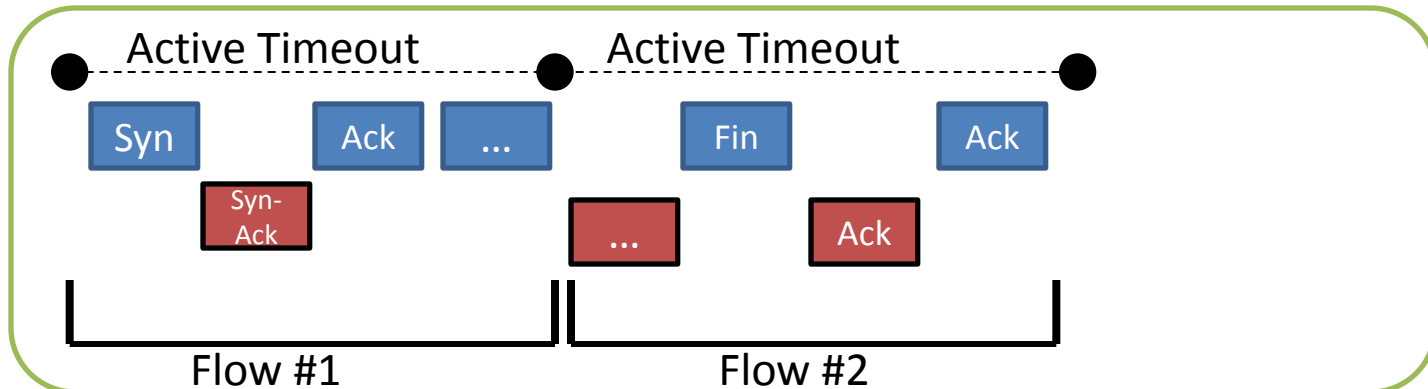 Active Timeout
Active Timeout
Syn
Ack
...
Fin
Ack
Syn-
Ack
...
Ack
Flow #1
Flow #2